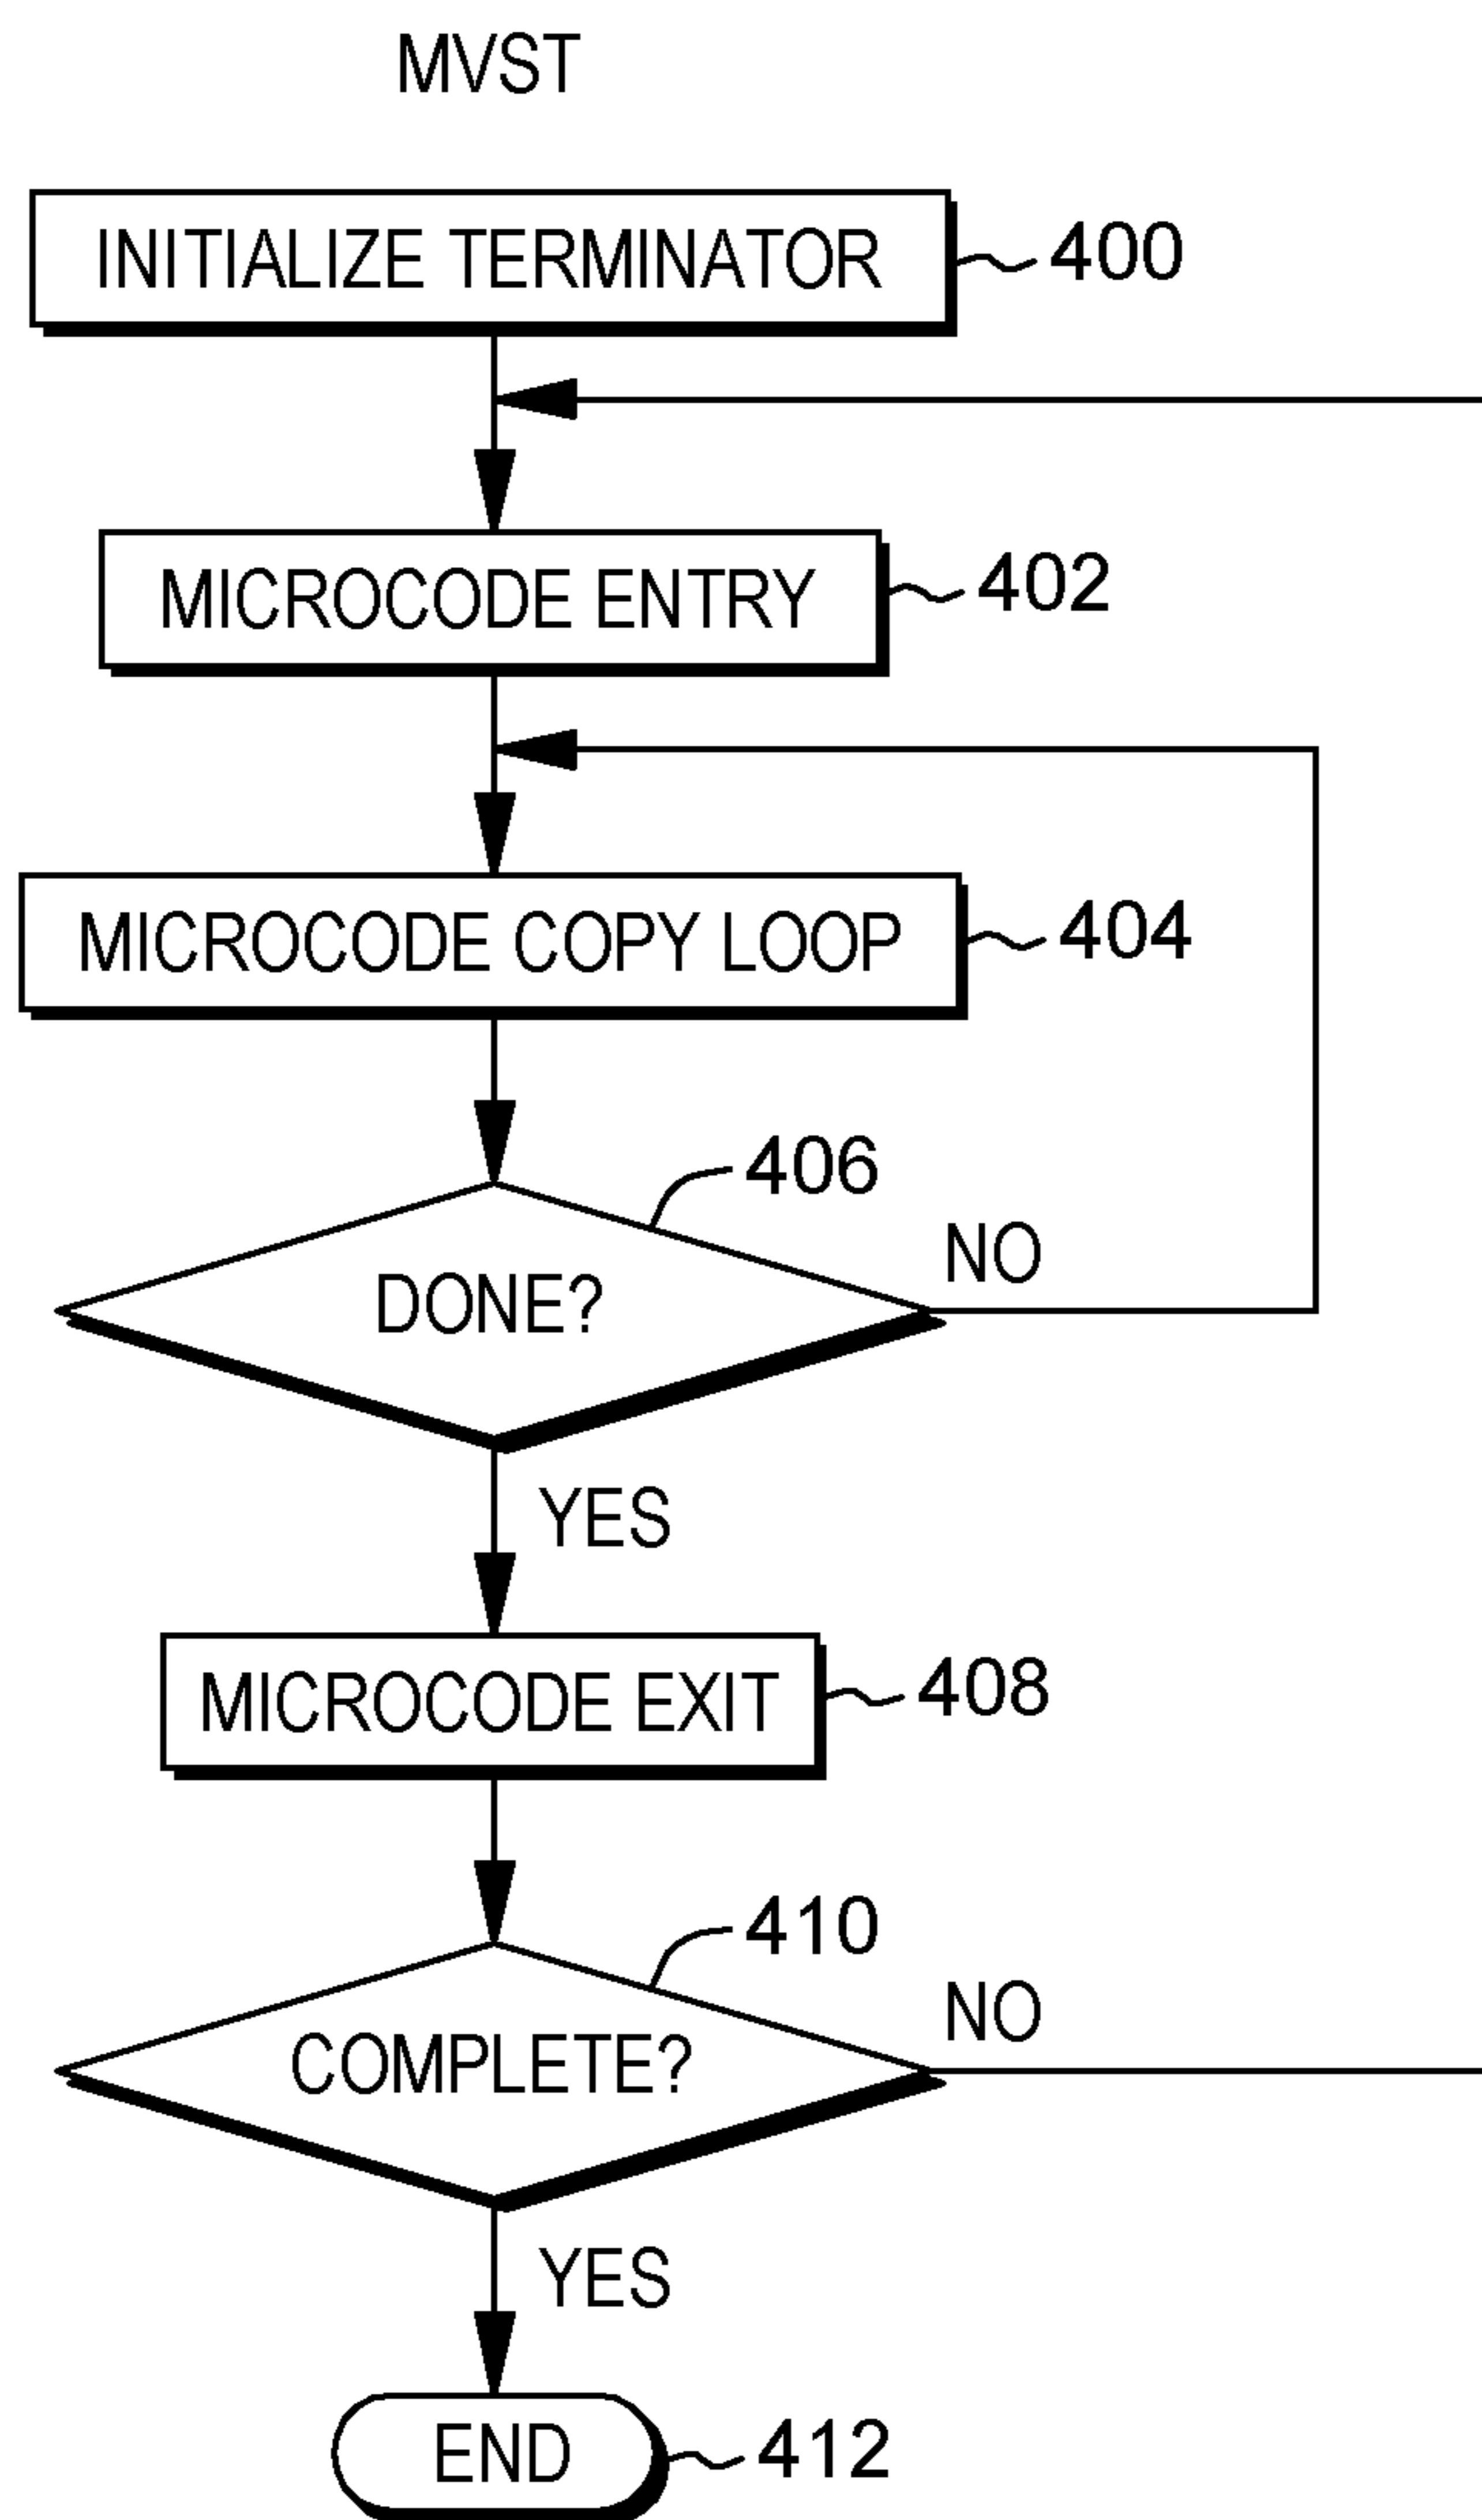 MVST
INITIALIZE TERMINATOR
400
MICROCODE ENTRY
402
MICROCODE COPY LOOP
404
406
DONE?
NO
YES
MICROCODE EXIT
408
410
COMPLETE?
NO
YES
END
412